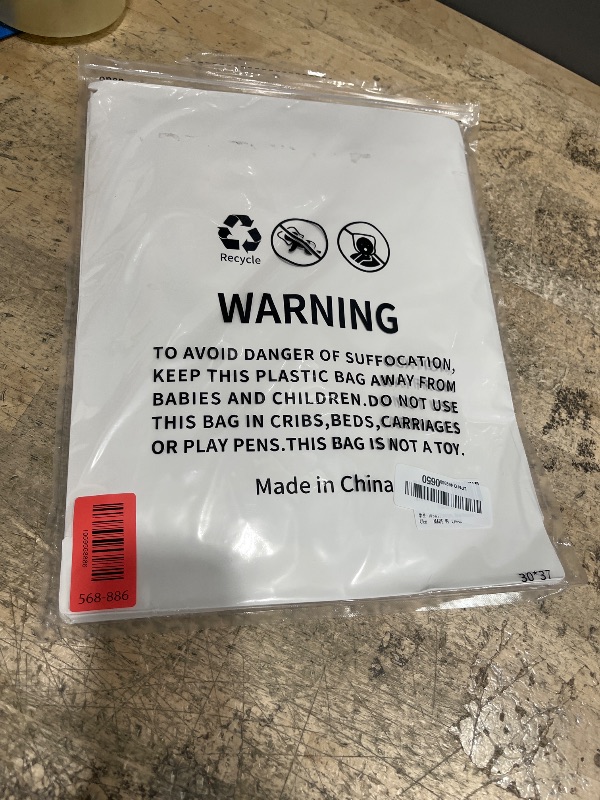 Recycle
WARNING
TO AVOID DANGER OF SUFFOCATION,
KEEP THIS PLASTIC BAG AWAY FROM
BABIES AND CHILDREN.DO NOT USE
THIS BAG IN CRIBS,BEDS,CARRIAGES
OR PLAY PENS.THIS BAG IS NOT A TOY.
Made in China
0650
568-886
30*37